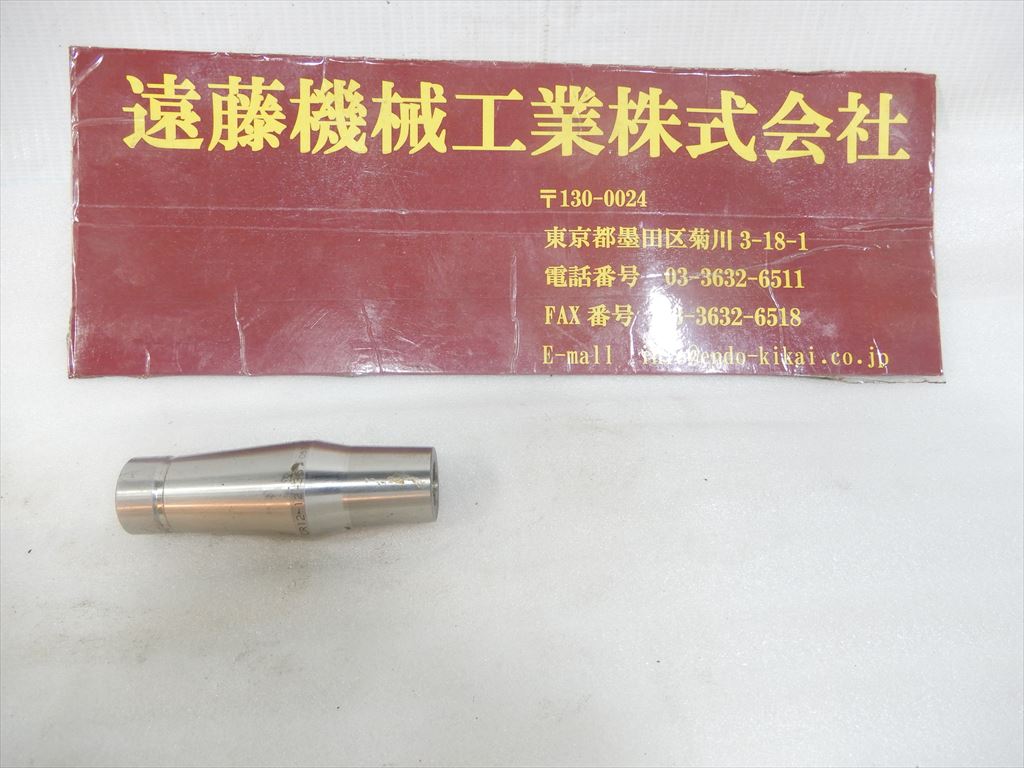 遠藤機械工業株式会社
〒130-0024
東京都墨田区菊川 3-18-1
電話番号 03-3632-6511
FAX 番号 03-3632-6518
E-mall info@endo-kikai.co.jp